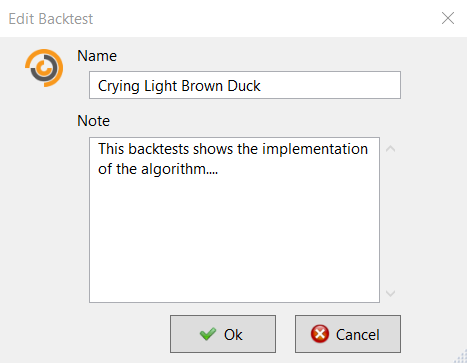 Edit Backtest
Name
Crying Light Brown Duck
Note
This backtests shows the implementation
of the algorithm....
Ok
Cancel